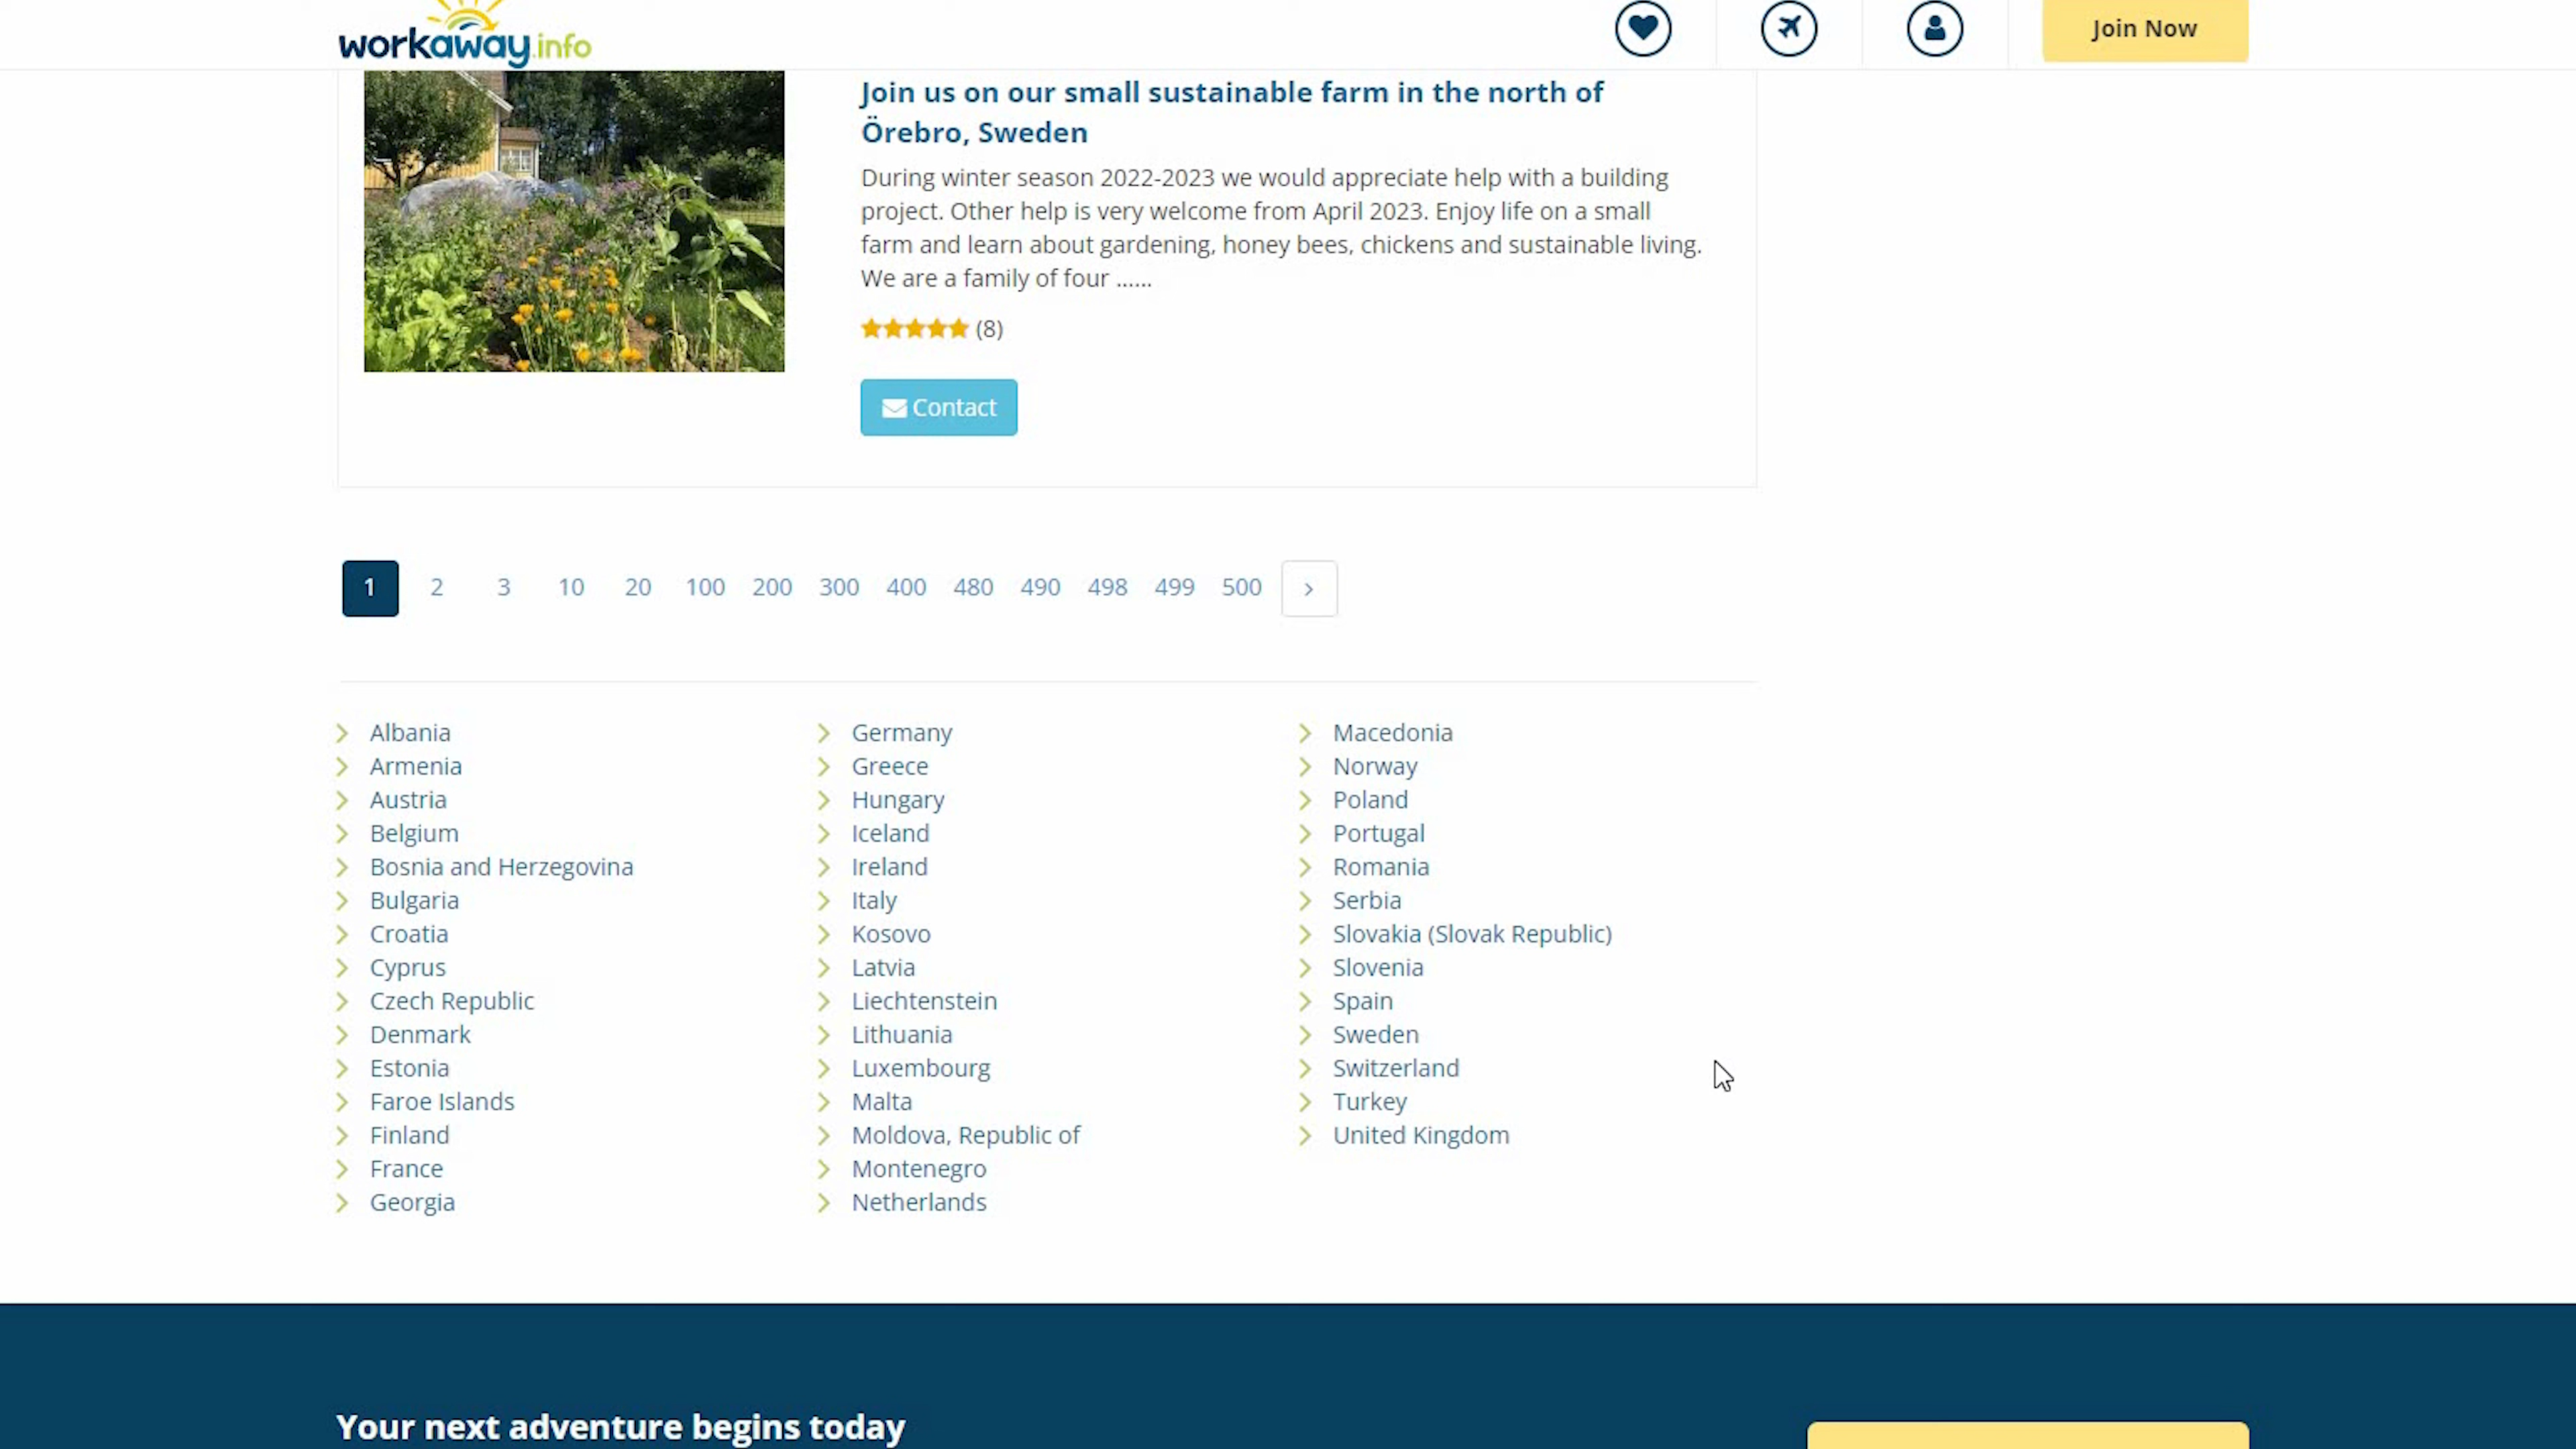 workaway.info
Join Now
Join us on our small sustainable farm in the north of
Örebro, Sweden
During winter season 2022-2023 we would appreciate help with a building
project. Other help is very welcome from April 2023. Enjoy life on a small
farm and learn about gardening, honey bees, chickens and sustainable living.
We are a family of four ......
(8)
Contact
1 2 3 10 20 100 200 300 400 480 490 498 499 500 >
Albania
Armenia
Austria
Belgium
Bosnia and Herzegovina
Bulgaria
Croatia
Cyprus
Czech Republic
Denmark
Estonia
Faroe Islands
Finland
France
Georgia
Germany
Greece
Hungary
Iceland
Ireland
Italy
Kosovo
Latvia
Liechtenstein
Lithuania
Luxembourg
Malta
Moldova, Republic of
Montenegro
Netherlands
Macedonia
Norway
Poland
Portugal
Romania
Serbia
Slovakia (Slovak Republic)
Slovenia
Spain
Sweden
Switzerland
Turkey
United Kingdom
Your next adventure begins today